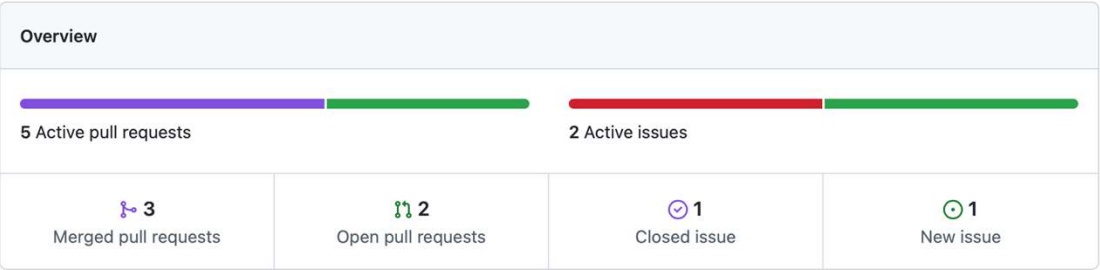 Overview
5 Active pull requests
2 Active issues
3
Merged pull requests
2
Open pull requests
1
Closed issue
1
New issue